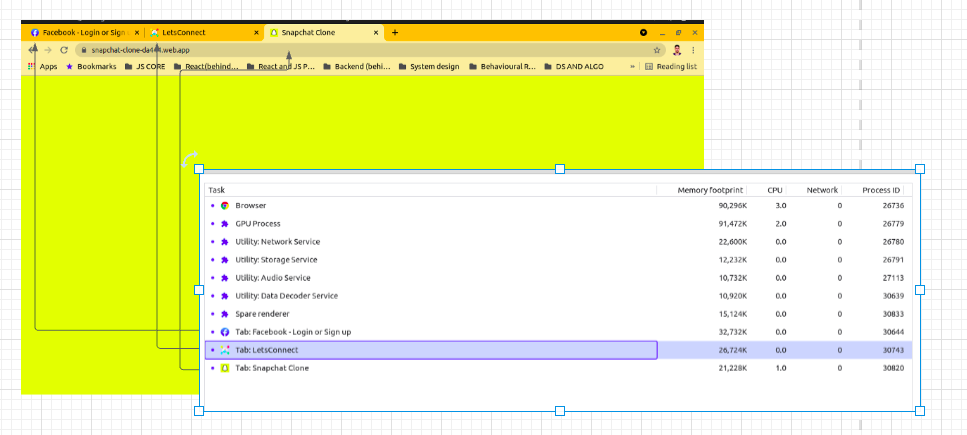 Facebook - Login or Sign u LetsConnect Snapchat Clone
snapchat-clone-da4 .web.app
Apps Bookmarks JS CORE React(behind... React and JS P... Backend (behi... System design Behavioural R... DS AND ALGO » Reading list
Task Memory footprint CPU Network Process ID
Browser 90,296K 3.0 0 26736
GPU Process 91,472K 2.0 0 26779
Utility: Network Service 22,600K 0.0 0 26780
Utility: Storage Service 12,232K 0.0 0 26791
Utility: Audio Service 10,732K 0.0 0 27113
Utility: Data Decoder Service 10,920K 0.0 0 30639
Spare renderer 15,124K 0.0 0 30833
Tab: Facebook - Login or Sign up 32,732K 0.0 0 30644
Tab: LetsConnect 26,724K 0.0 0 30743
Tab: Snapchat Clone 21,228K 1.0 0 30820